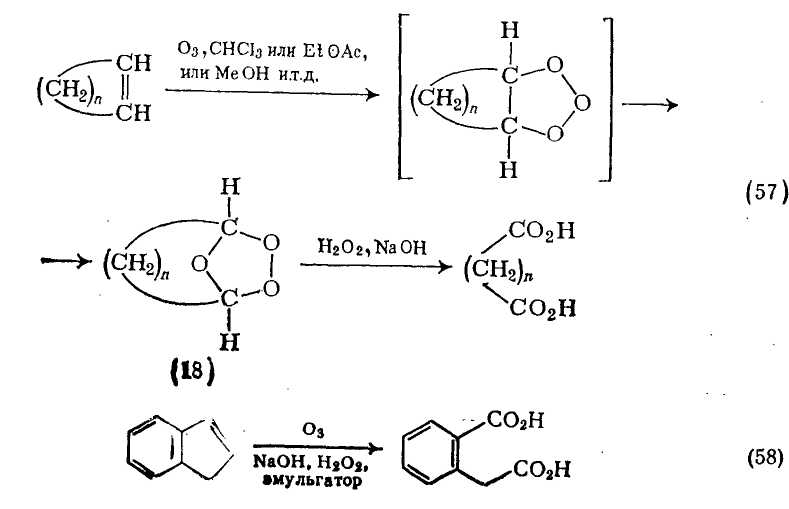 O₃, CHCl₃ или EtOAc,
или MeOH и.т.д.
(CH₂)ₙ CH CH
H C O O O C H (CH₂)ₙ
(57)
H C O O O C H (CH₂)ₙ
H₂O₂, NaOH
CO₂H (CH₂)ₙ CO₂H
(18)
O₃
NaOH, H₂O₂,
эмульгатор
CO₂H
CO₂H
(58)